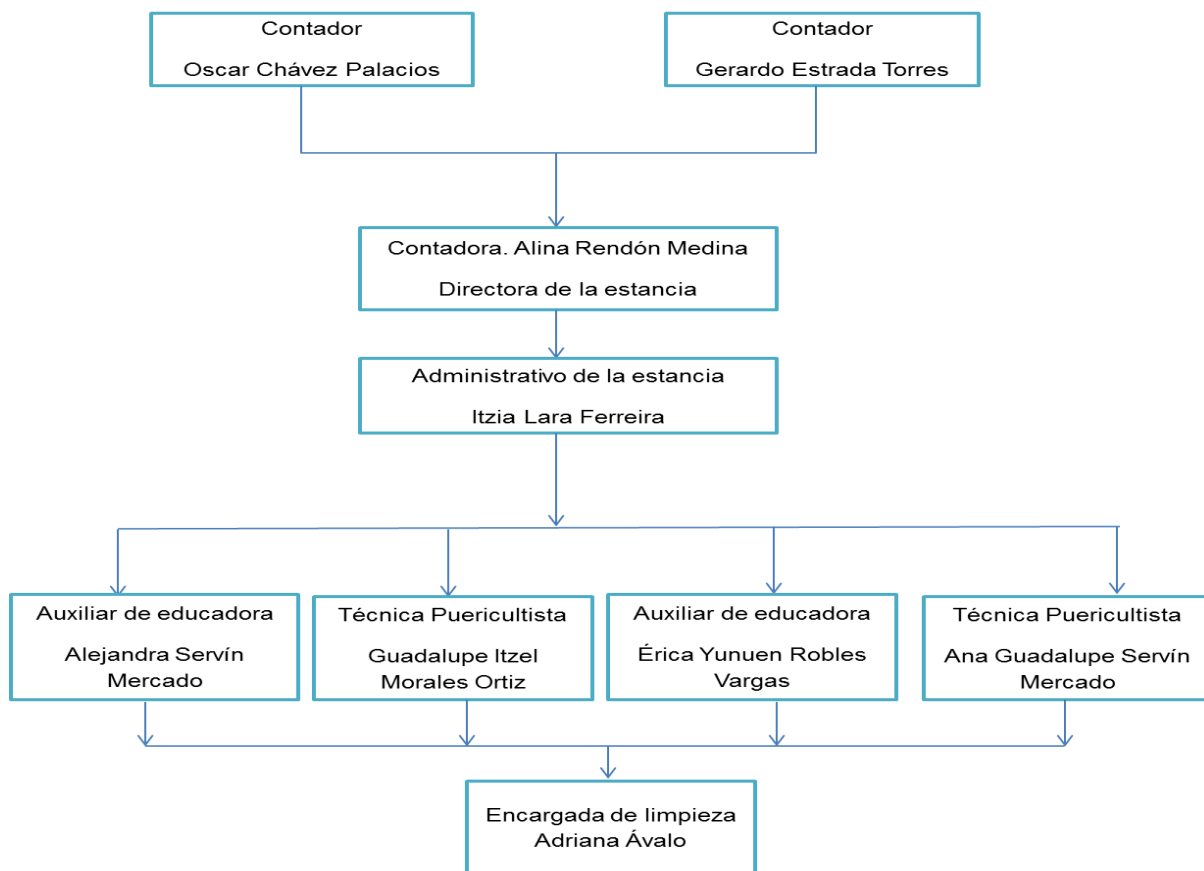 Contador
Oscar Chávez Palacios
Contador
Gerardo Estrada Torres
Contadora. Alina Rendón Medina
Directora de la estancia
Administrativo de la estancia
Itzia Lara Ferreira
Auxiliar de educadora
Alejandra Servín
Mercado
Técnica Puericultista
Guadalupe Itzel
Morales Ortiz
Auxiliar de educadora
Érica Yunuen Robles
Vargas
Técnica Puericultista
Ana Guadalupe Servín
Mercado
Encargada de limpieza
Adriana Ávalo